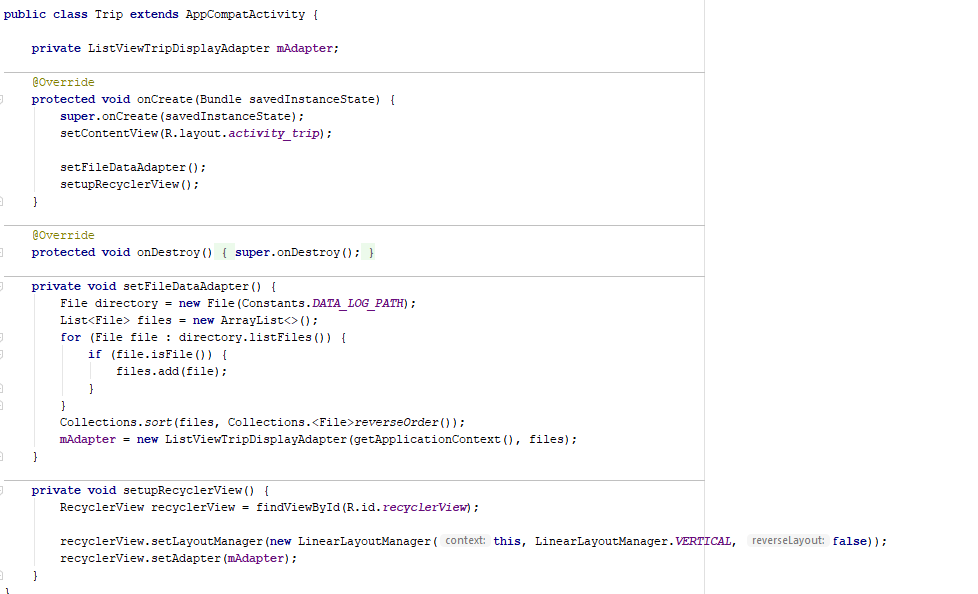 public class Trip extends AppCompatActivity {
private ListViewTripDisplayAdapter mAdapter;
@Override
protected void onCreate(Bundle savedInstanceState) {
super.onCreate(savedInstanceState);
setContentView(R.layout.activity_trip);
setFileDataAdapter();
setupRecyclerView();
}
@Override
protected void onDestroy() { super.onDestroy(); }
private void setFileDataAdapter() {
File directory = new File(Constants.DATA_LOG_PATH);
List<File> files = new ArrayList<>();
for (File file : directory.listFiles()) {
if (file.isFile()) {
files.add(file);
}
}
Collections.sort(files, Collections.<File>reverseOrder());
mAdapter = new ListViewTripDisplayAdapter(getApplicationContext(), files);
}
private void setupRecyclerView() {
RecyclerView recyclerView = findViewById(R.id.recyclerView);
recyclerView.setLayoutManager(new LinearLayoutManager( context: this, LinearLayoutManager.VERTICAL, reverseLayout: false));
recyclerView.setAdapter(mAdapter);
}
}